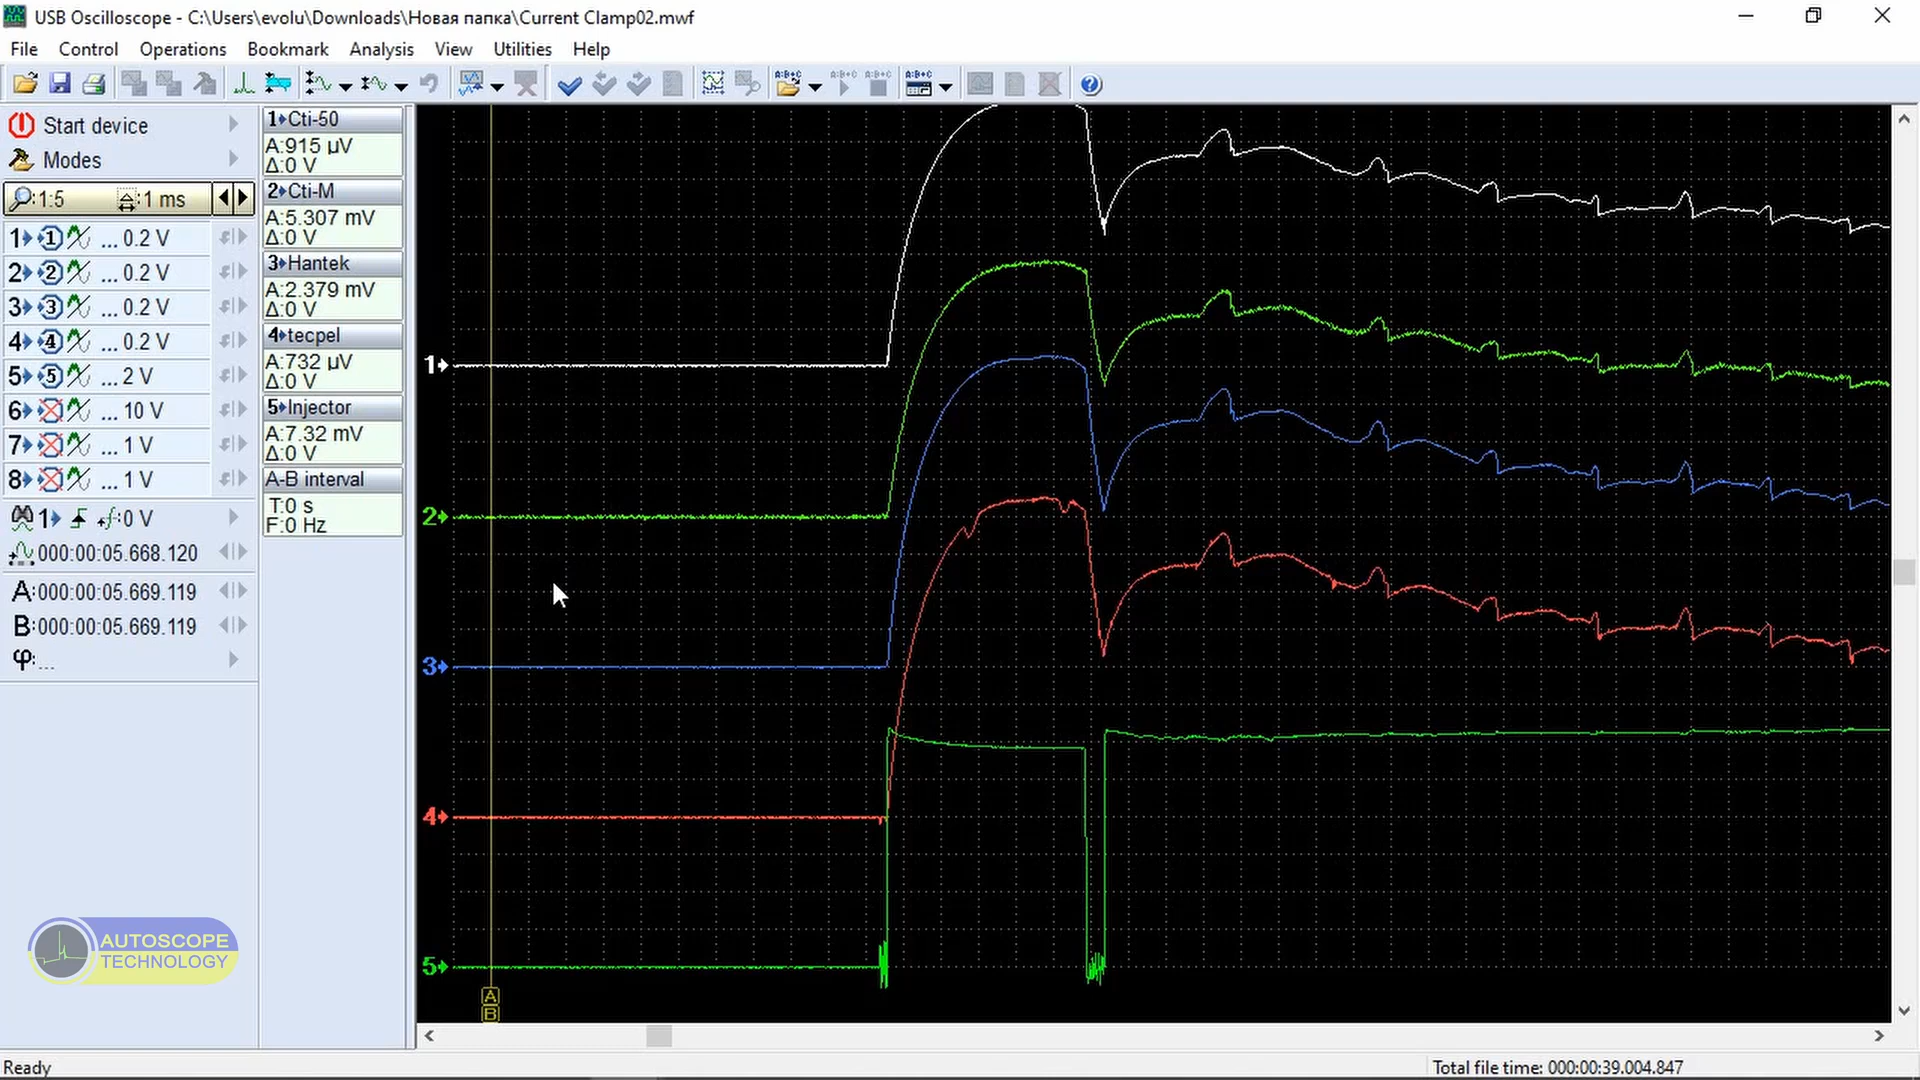 USB Oscilloscope - C:\Users\evolu\Downloads\Новая папка\Current Clamp02.mwf
File Control Operations Bookmark Analysis View Utilities Help
Start device
Modes
:1:5 :1 ms
1 1 ... 0.2 V
2 2 ... 0.2 V
3 3 ... 0.2 V
4 4 ... 0.2 V
5 5 ... 2 V
6 ... 10 V
7 ... 1 V
8 ... 1 V
1 :0 V
000:00:05.668.120
A:000:00:05.669.119
B:000:00:05.669.119
φ:...
1 Cti-50
A:915 µV
Δ:0 V
2 Cti-M
A:5.307 mV
Δ:0 V
3 Hantek
A:2.379 mV
Δ:0 V
4 tecpel
A:732 µV
Δ:0 V
5 Injector
A:7.32 mV
Δ:0 V
A-B interval
T:0 s
F:0 Hz
1
2
3
4
5
A
B
AUTOSCOPE
TECHNOLOGY
Ready
Total file time: 000:00:39.004.847